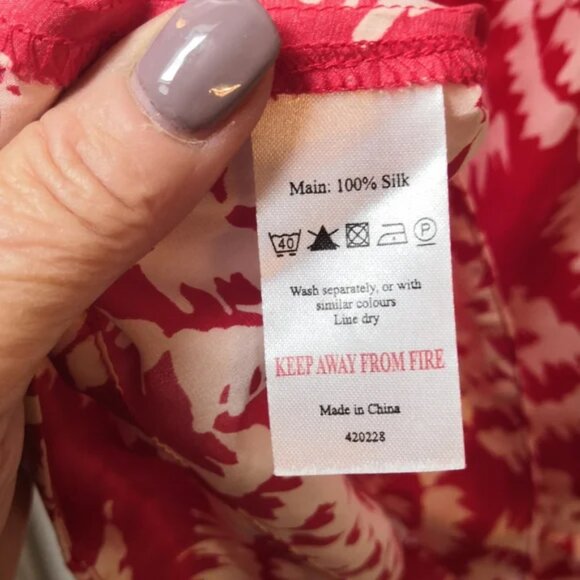 Main: 100% Silk
40 P
Wash separately, or with
similar colours
Line dry
KEEP AWAY FROM FIRE
Made in China
420228